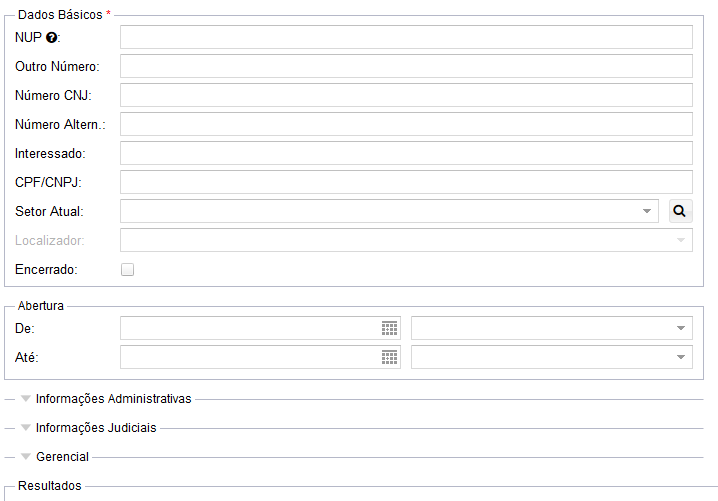 Dados Básicos *
NUP ?:
Outro Número:
Número CNJ:
Número Altern.:
Interessado:
CPF/CNPJ:
Setor Atual:
Localizador:
Encerrado:
Abertura
De:
Até:
Informações Administrativas
Informações Judiciais
Gerencial
Resultados